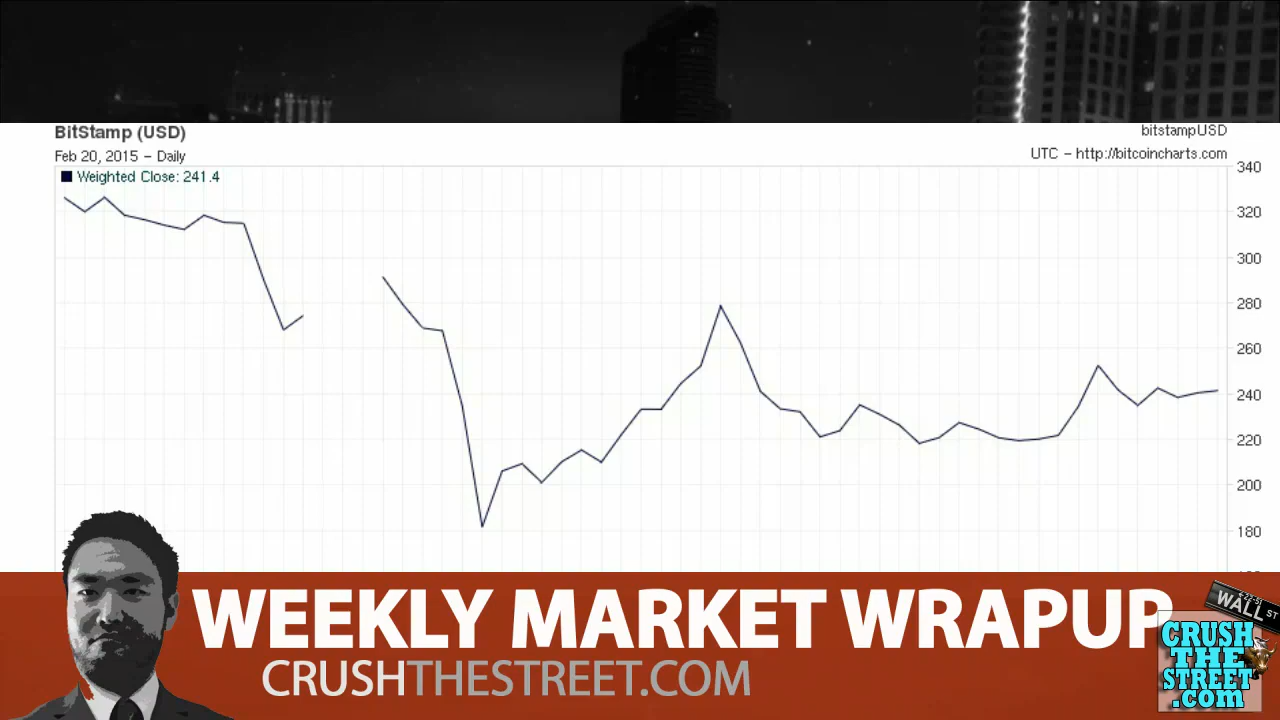 BitStamp (USD)
bitstampUSD
Feb 20, 2015 – Daily
UTC – http://bitcoincharts.com
Weighted Close: 241.4
340
320
300
280
260
240
220
200
180
WEEKLY MARKET WRAPUP
CRUSHTHESTREET.COM
WALL ST
CRUSH
THE
STREET
.com